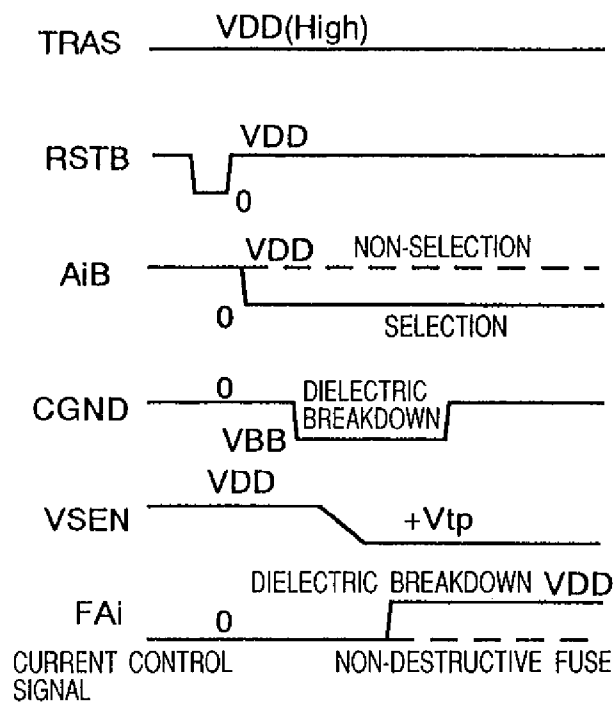 TRAS VDD(High)
RSTB VDD
0
AiB VDD NON-SELECTION
0 SELECTION
CGND 0 DIELECTRIC
BREAKDOWN
VBB
VDD
VSEN +Vtp
DIELECTRIC BREAKDOWN VDD
FAi 0
CURRENT CONTROL NON-DESTRUCTIVE FUSE
SIGNAL